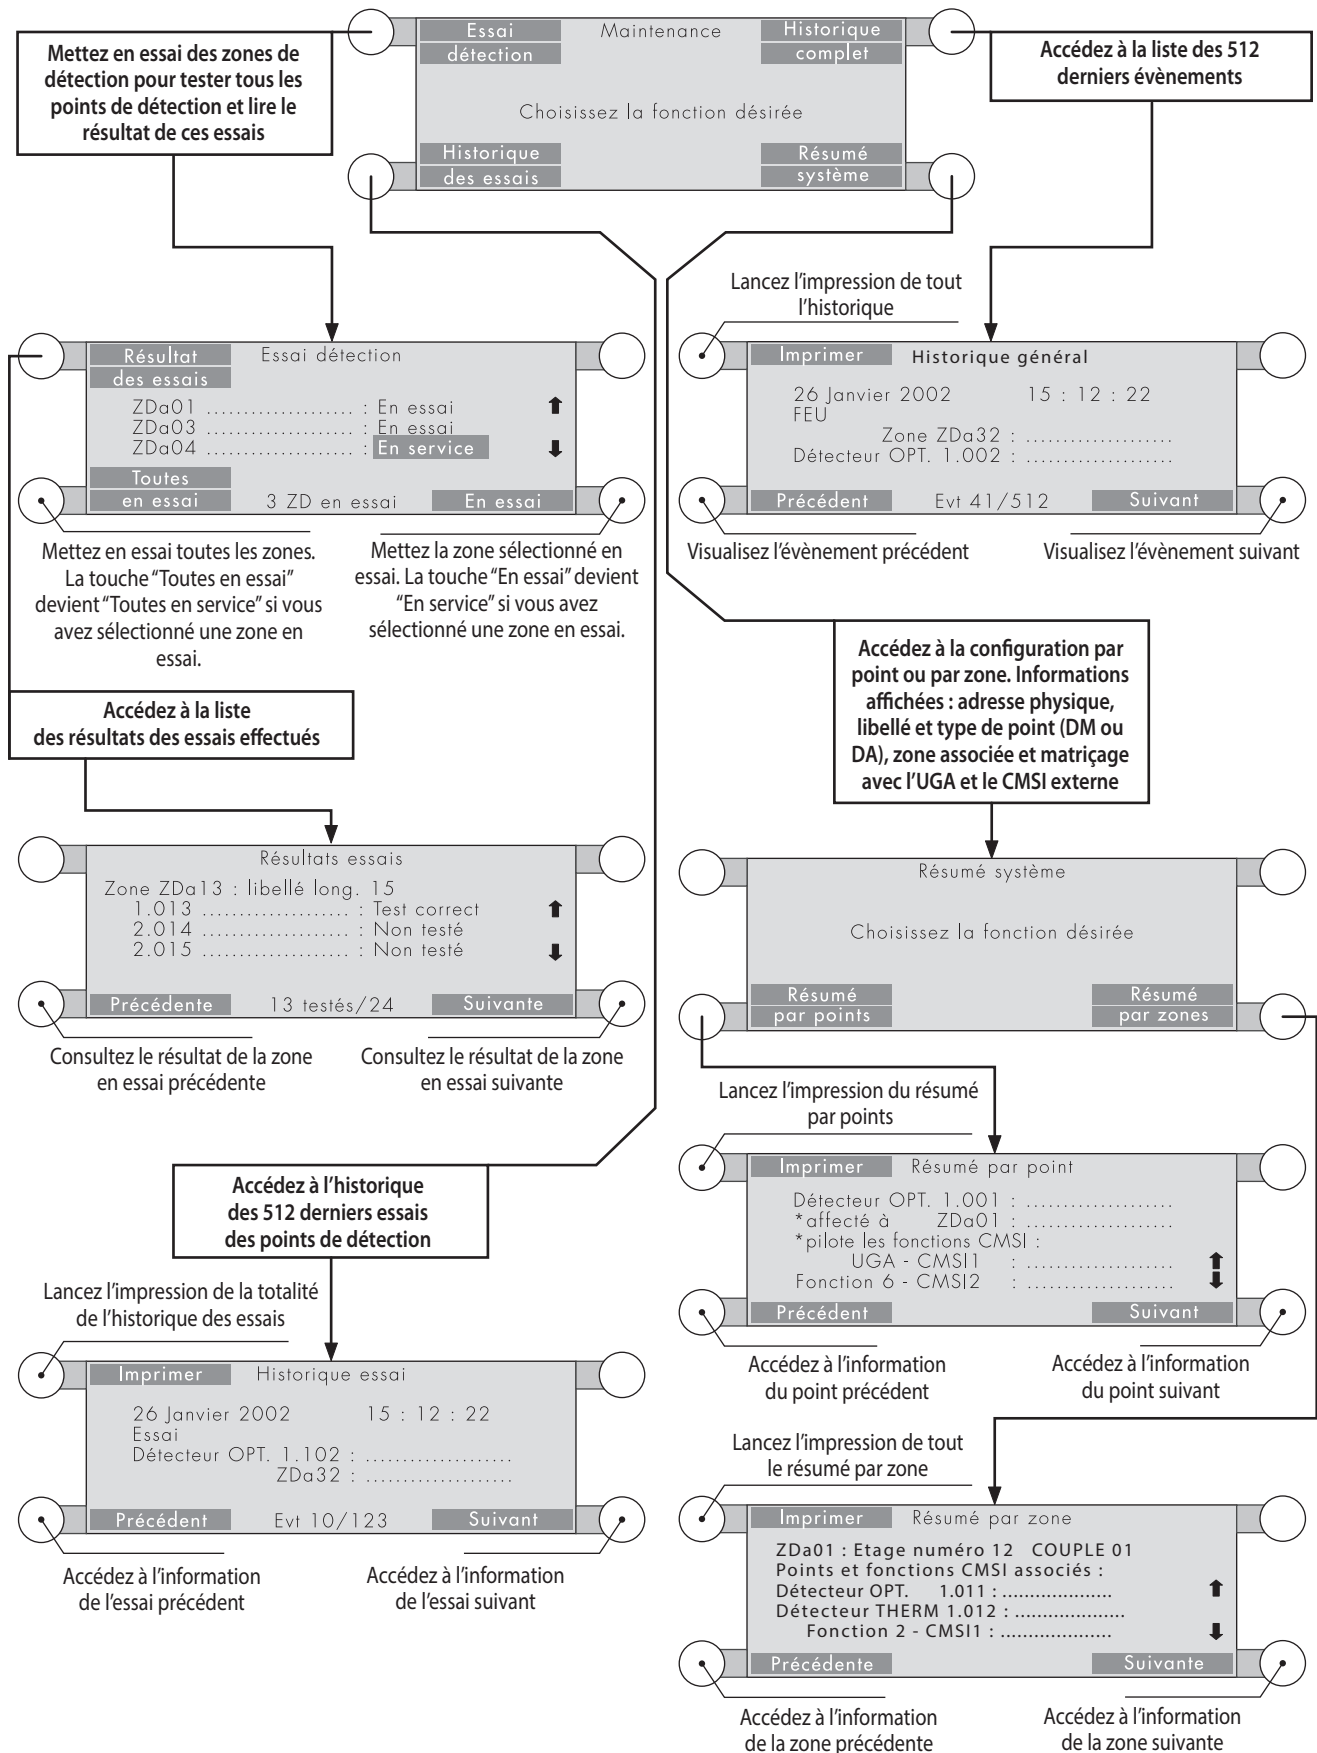 Mettez en essai des zones de
détection pour tester tous les
points de détection et lire le
résultat de ces essais
Essai
détection
Maintenance
Historique
complet
Choisissez la fonction désirée
Historique
des essais
Résumé
système
Accédez à la liste des 512
derniers évènements
Résultat
des essais
Essai détection
ZDa01 .................... : En essai
ZDa03 .................... : En essai
ZDa04 .................... : En service
Toutes
en essai
3 ZD en essai
En essai
Mettez en essai toutes les zones.
La touche “Toutes en essai”
devient “Toutes en service” si vous
avez sélectionné une zone en
essai.
Mettez la zone sélectionné en
essai. La touche “En essai” devient
“En service” si vous avez
sélectionné une zone en essai.
Lancez l’impression de tout
l’historique
Imprimer
Historique général
26 Janvier 2002 15 : 12 : 22
FEU
Zone ZDa32 : ....................
Détecteur OPT. 1.002 : ....................
Précédent
Evt 41/512
Suivant
Visualisez l’évènement précédent
Visualisez l’évènement suivant
Accédez à la liste
des résultats des essais effectués
Accédez à la configuration par
point ou par zone. Informations
affichées : adresse physique,
libellé et type de point (DM ou
DA), zone associée et matriçage
avec l’UGA et le CMSI externe
Résultats essais
Zone ZDa13 : libellé long. 15
1.013 .................... : Test correct
2.014 .................... : Non testé
2.015 .................... : Non testé
Précédente
13 testés/24
Suivante
Consultez le résultat de la zone
en essai précédente
Consultez le résultat de la zone
en essai suivante
Résumé système
Choisissez la fonction désirée
Résumé
par points
Résumé
par zones
Lancez l’impression du résumé
par points
Imprimer
Résumé par point
Détecteur OPT. 1.001 : ....................
*affecté à ZDa01 : ....................
*pilote les fonctions CMSI :
UGA - CMSI1 : ....................
Fonction 6 - CMSI2 : ....................
Précédent
Suivant
Accédez à l’information
du point précédent
Accédez à l’information
du point suivant
Accédez à l’historique
des 512 derniers essais
des points de détection
Lancez l’impression de la totalité
de l’historique des essais
Imprimer
Historique essai
26 Janvier 2002 15 : 12 : 22
Essai
Détecteur OPT. 1.102 : ....................
ZDa32 : ....................
Précédent
Evt 10/123
Suivant
Accédez à l’information
de l’essai précédent
Accédez à l’information
de l’essai suivant
Lancez l’impression de tout
le résumé par zone
Imprimer
Résumé par zone
ZDa01 : Etage numéro 12 COUPLE 01
Points et fonctions CMSI associés :
Détecteur OPT. 1.011 : ....................
Détecteur THERM 1.012 : ....................
Fonction 2 - CMSI1 : ....................
Précédente
Suivante
Accédez à l’information
de la zone précédente
Accédez à l’information
de la zone suivante